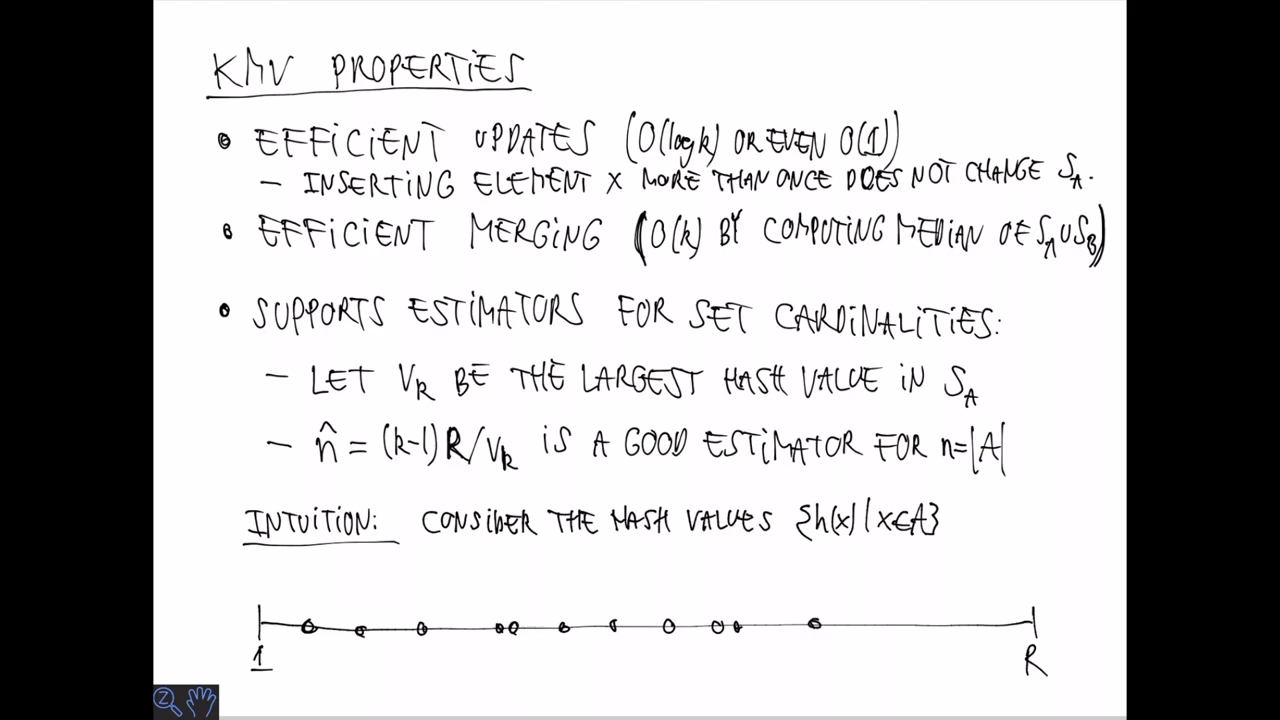 KMV PROPERTIES
• EFFICIENT UPDATES (O(log k) OR EVEN O(1))
– INSERTING ELEMENT X MORE THAN ONCE DOES NOT CHANGE S_A.
• EFFICIENT MERGING (O(k) BY COMPUTING MEDIAN OF S_A ∪ S_B)
• SUPPORTS ESTIMATORS FOR SET CARDINALITIES:
– LET V_k BE THE LARGEST HASH VALUE IN S_A
– n̂ = (k-1)R/V_k IS A GOOD ESTIMATOR FOR n=|A|
INTUITION: CONSIDER THE HASH VALUES {h(x) | x∈A}
1 R
Z